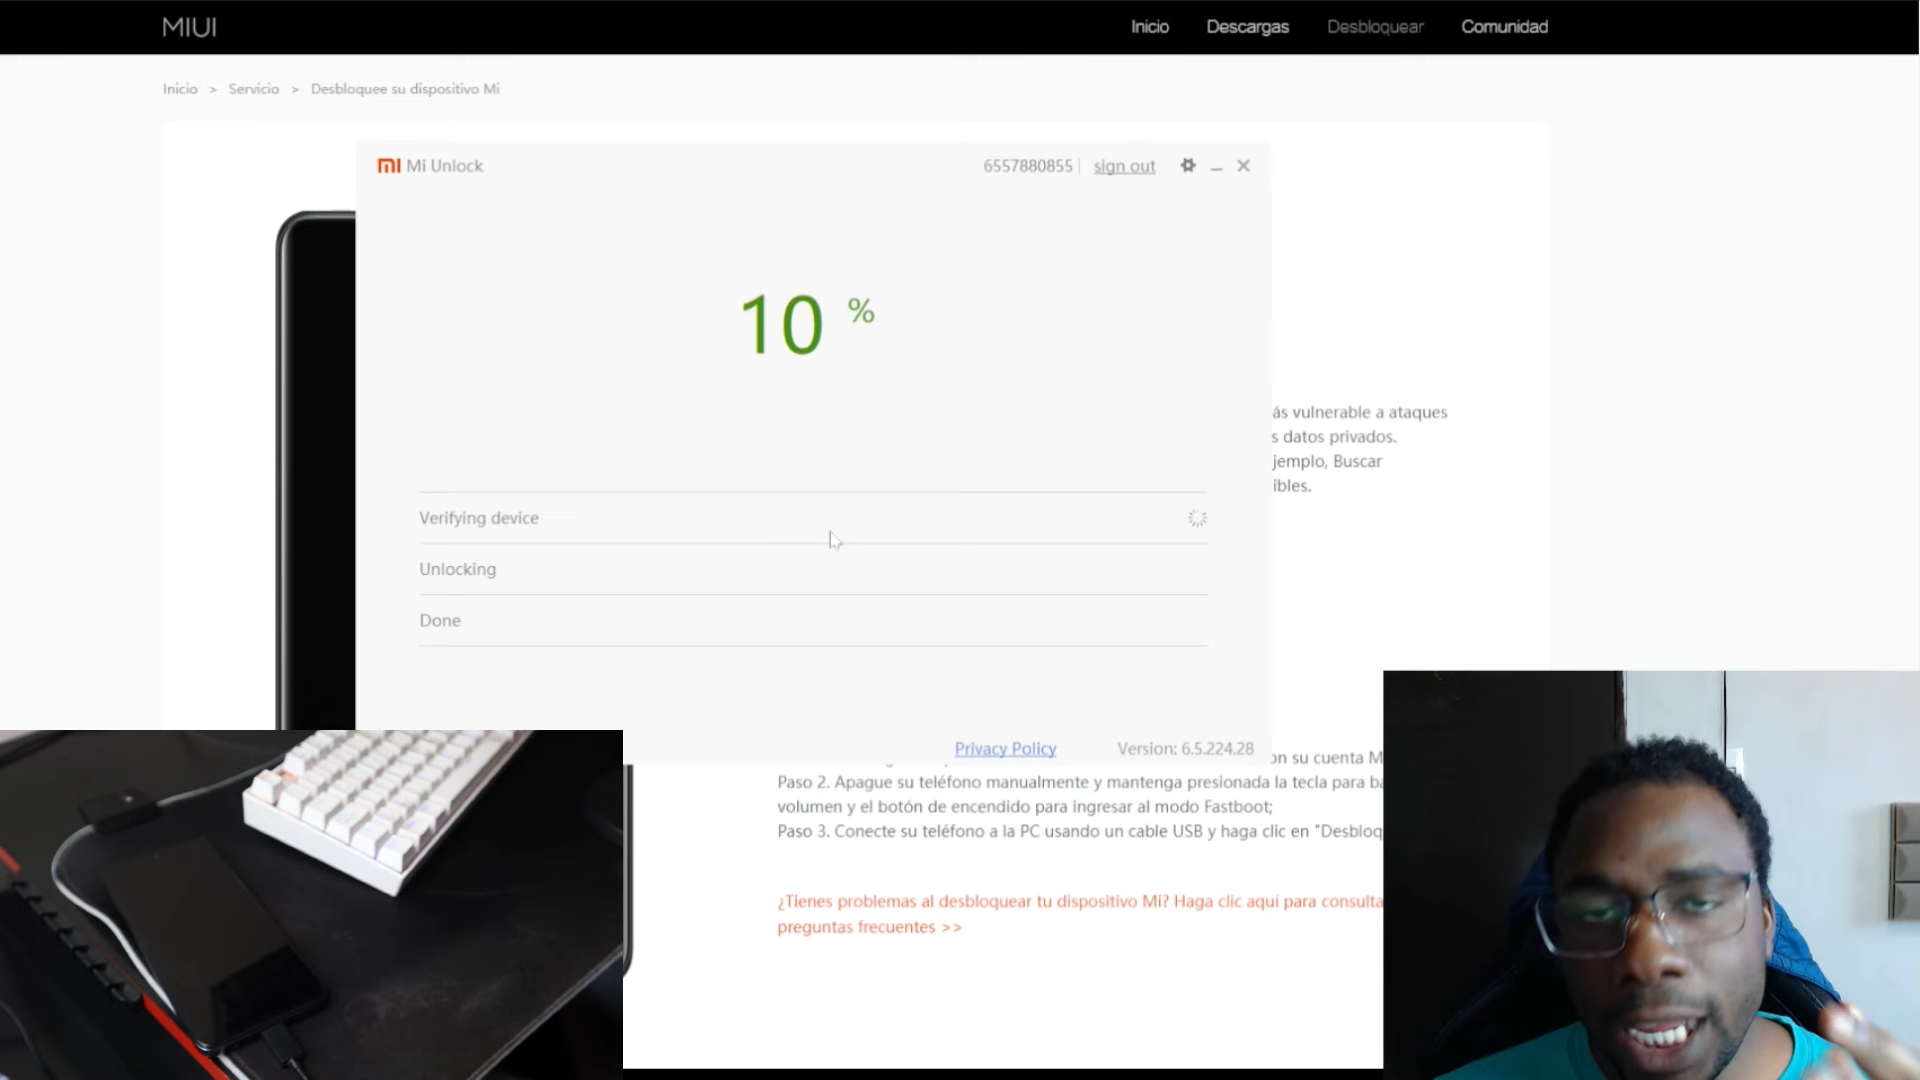 MIUI
Inicio Descargas Desbloquear Comunidad
Inicio > Servicio > Desbloquee su dispositivo Mi
Mi Unlock
6557880855 | sign out
10 %
ás vulnerable a ataques
s datos privados.
jemplo, Buscar
ibles.
Verifying device
Unlocking
Done
Privacy Policy Version: 6.5.224.28
on su cuenta M
Paso 2. Apague su teléfono manualmente y mantenga presionada la tecla para ba
volumen y el botón de encendido para ingresar al modo Fastboot;
Paso 3. Conecte su teléfono a la PC usando un cable USB y haga clic en "Desbloq
¿Tienes problemas al desbloquear tu dispositivo Mi? Haga clic aquí para consulta
preguntas frecuentes >>